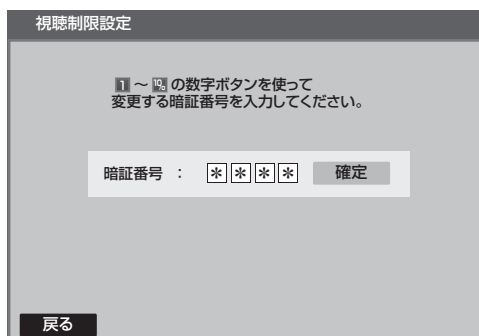 視聴制限設定
1 ~ 10/0 の数字ボタンを使って
変更する暗証番号を入力してください。
暗証番号 : * * * * 確定
戻る